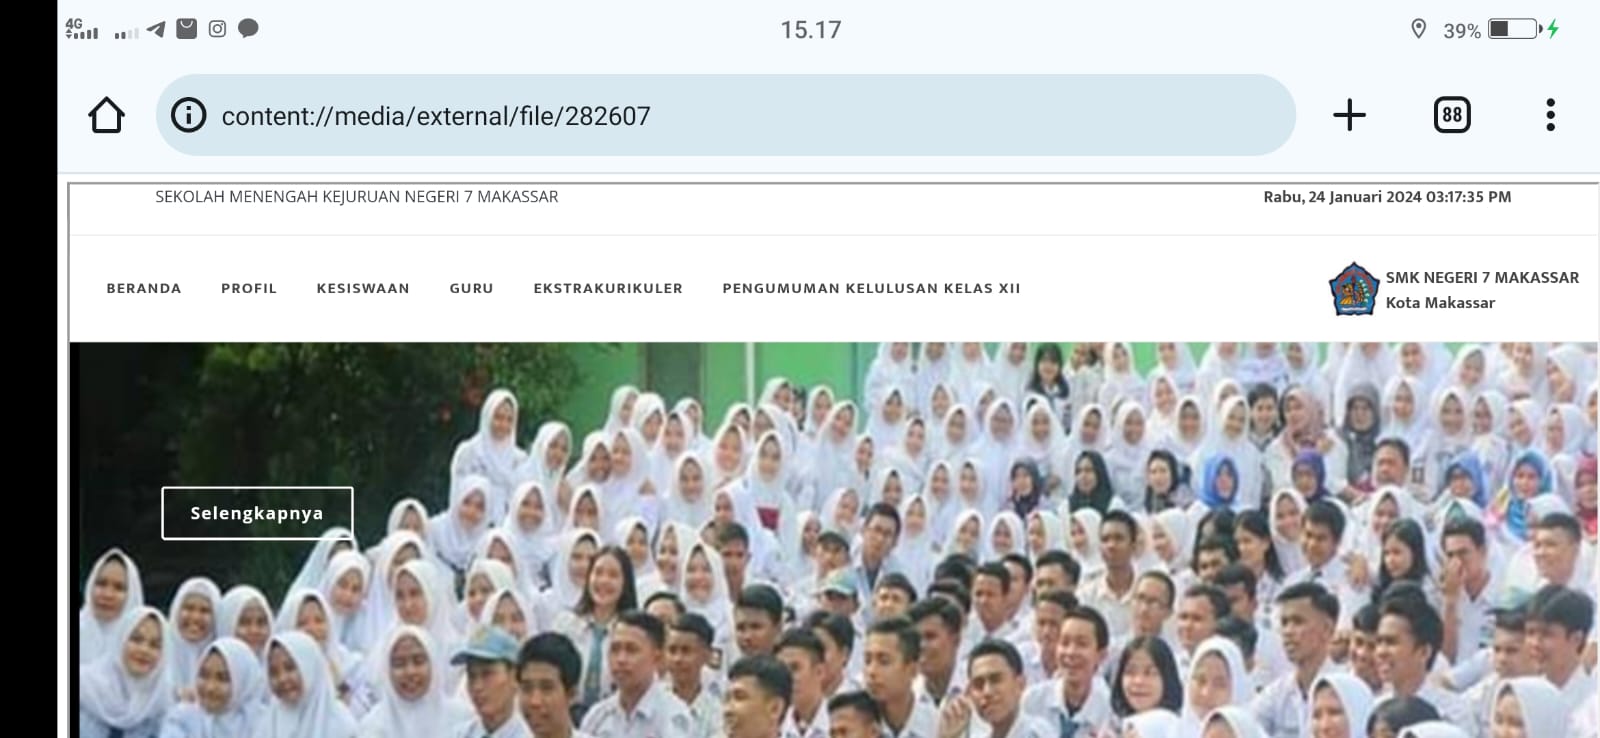 4G
15.17
39%
content://media/external/file/282607
88
SEKOLAH MENENGAH KEJURUAN NEGERI 7 MAKASSAR
Rabu, 24 Januari 2024 03:17:35 PM
BERANDA PROFIL KESISWAAN GURU EKSTRAKURIKULER PENGUMUMAN KELULUSAN KELAS XII
SMK NEGERI 7 MAKASSAR
Kota Makassar
Selengkapnya